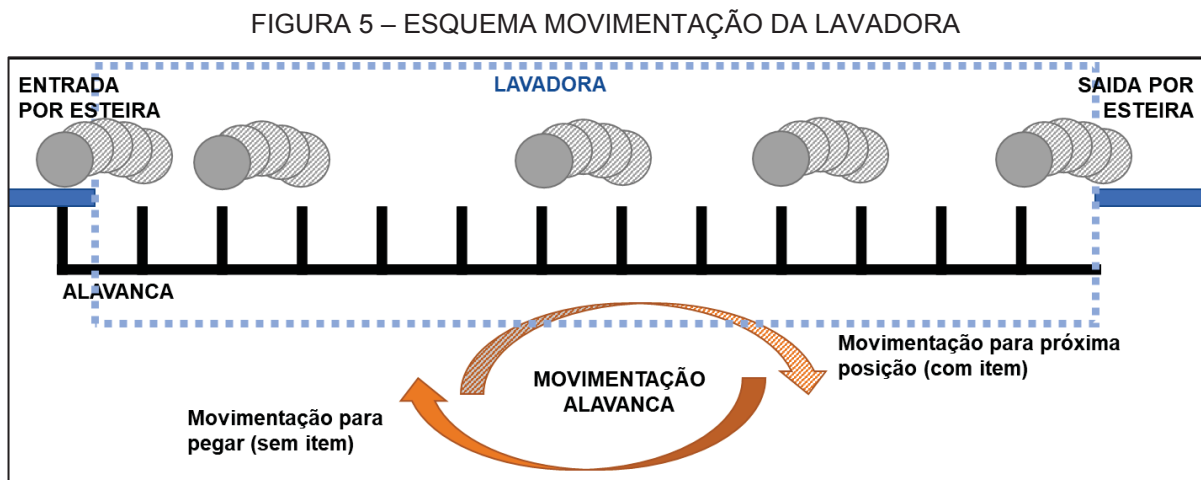 FIGURA 5 – ESQUEMA MOVIMENTAÇÃO DA LAVADORA
ENTRADA
POR ESTEIRA
LAVADORA
SAIDA POR
ESTEIRA
ALAVANCA
Movimentação para próxima
posição (com item)
MOVIMENTAÇÃO
ALAVANCA
Movimentação para
pegar (sem item)